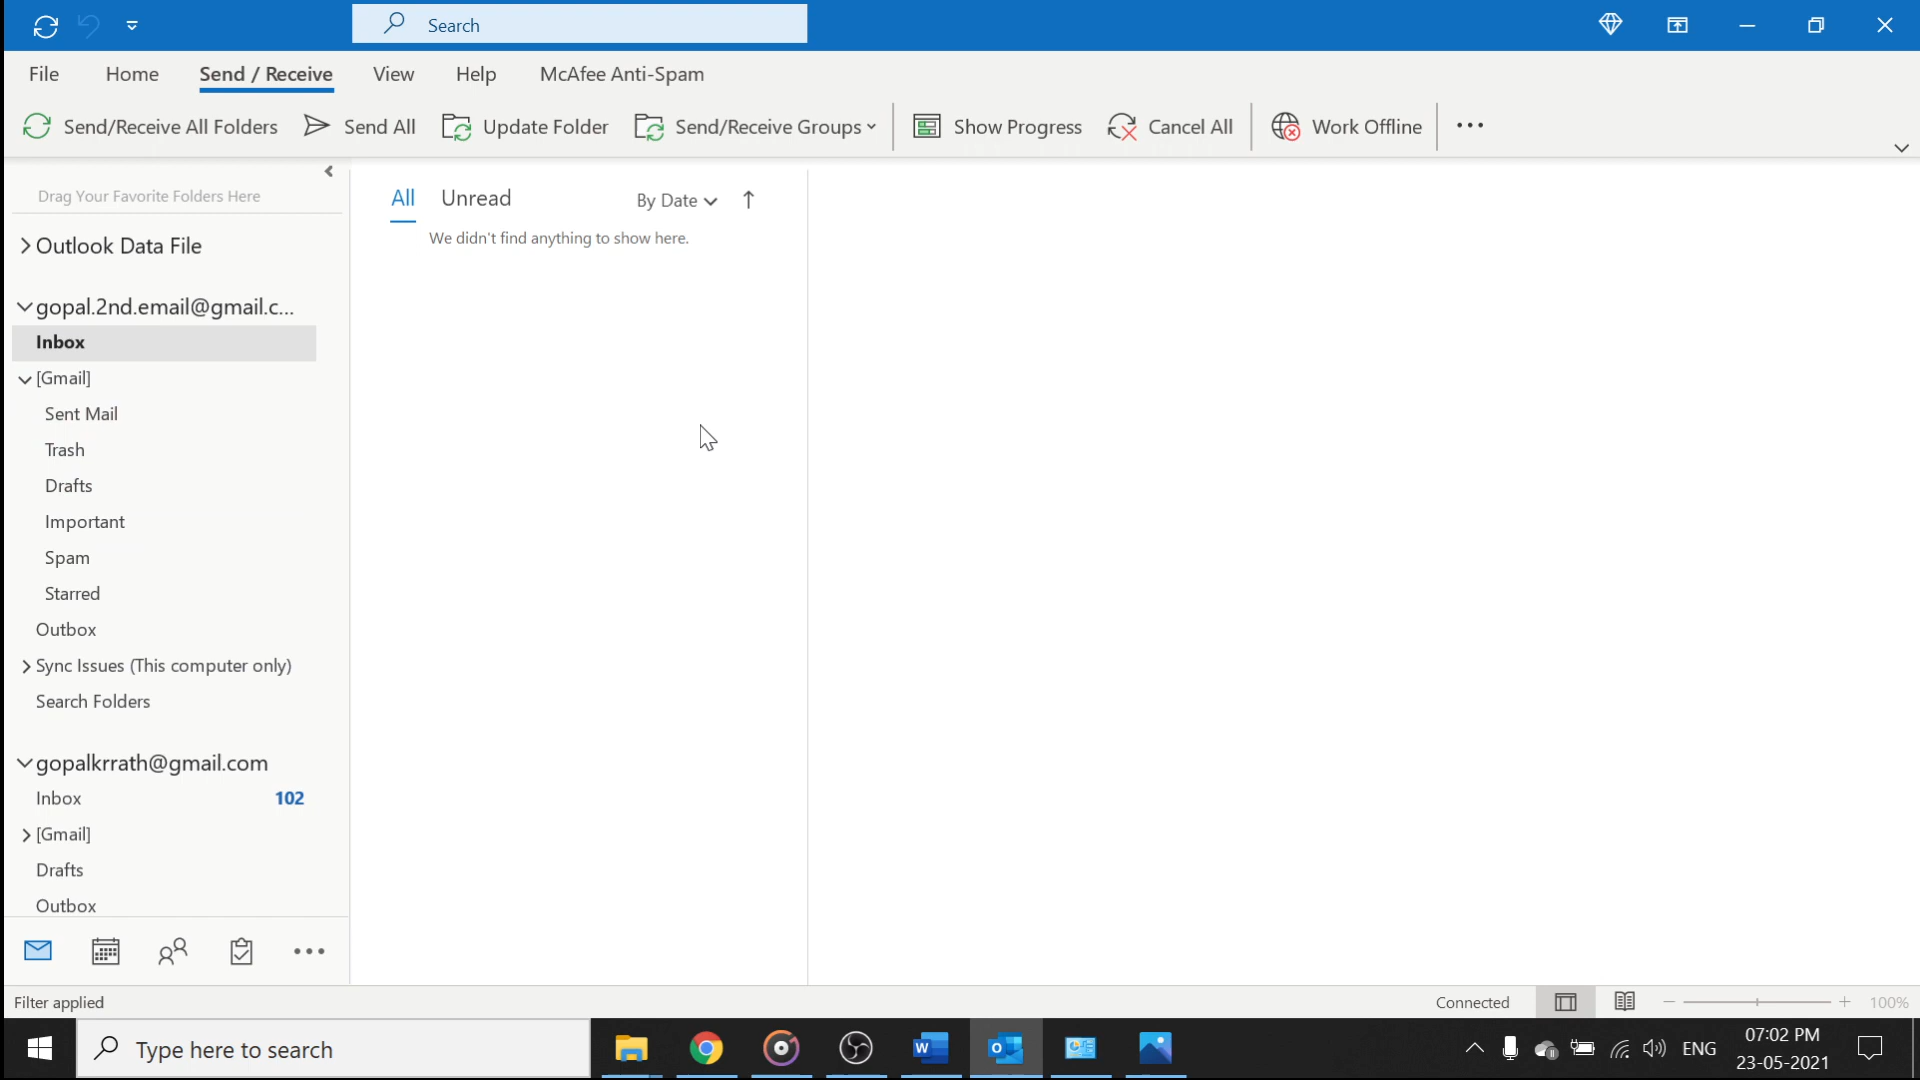 Search
File Home Send / Receive View Help McAfee Anti-Spam
Send/Receive All Folders Send All Update Folder Send/Receive Groups Show Progress Cancel All Work Offline ...
Drag Your Favorite Folders Here
Outlook Data File
gopal.2nd.email@gmail.c...
Inbox
[Gmail]
Sent Mail
Trash
Drafts
Important
Spam
Starred
Outbox
Sync Issues (This computer only)
Search Folders
gopalkrrath@gmail.com
Inbox 102
[Gmail]
Drafts
Outbox
All Unread By Date
We didn't find anything to show here.
Filter applied
Connected 100%
Type here to search
W
O
ENG
07:02 PM
23-05-2021